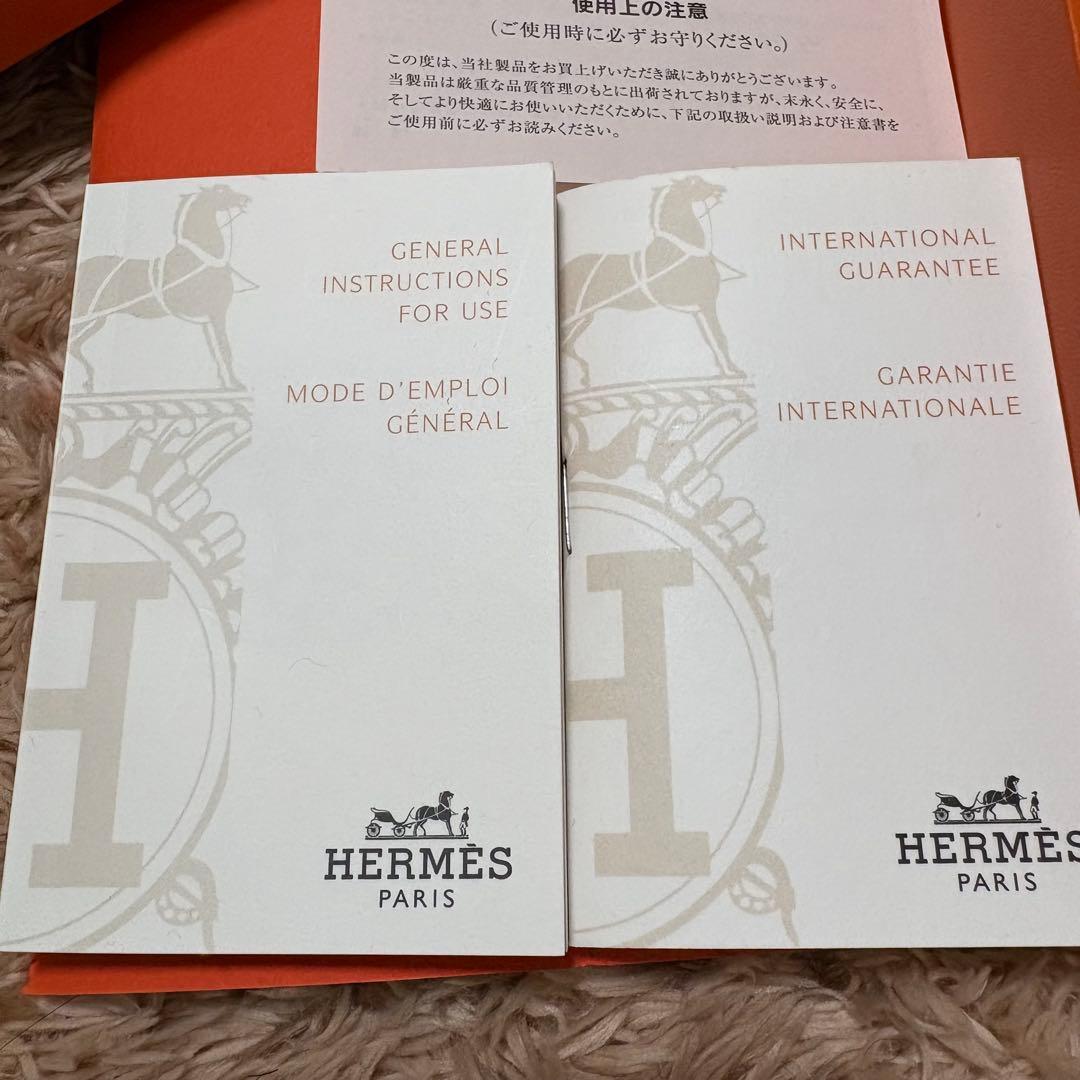 使用上の注意
(ご使用時に必ずお守りください。)
この度は、当社製品をお買上げいただき誠にありがとうございます。
当製品は厳重な品質管理のもとに出荷されておりますが、末永く、安全に、
そしてより快適にお使いいただくために、下記の取扱い説明および注意書を
ご使用前に必ずお読みください。
GENERAL
INSTRUCTIONS
FOR USE
MODE D'EMPLOI
GÉNÉRAL
H
HERMÈS
PARIS
INTERNATIONAL
GUARANTEE
GARANTIE
INTERNATIONALE
H
HERMÈS
PARIS